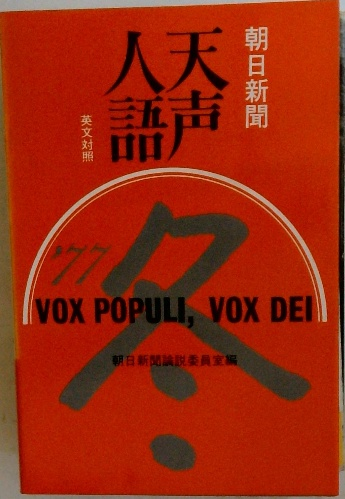 朝日新聞
天声
人語
英文対照
'77
冬
VOX POPULI, VOX DEI
朝日新聞論説委員室編